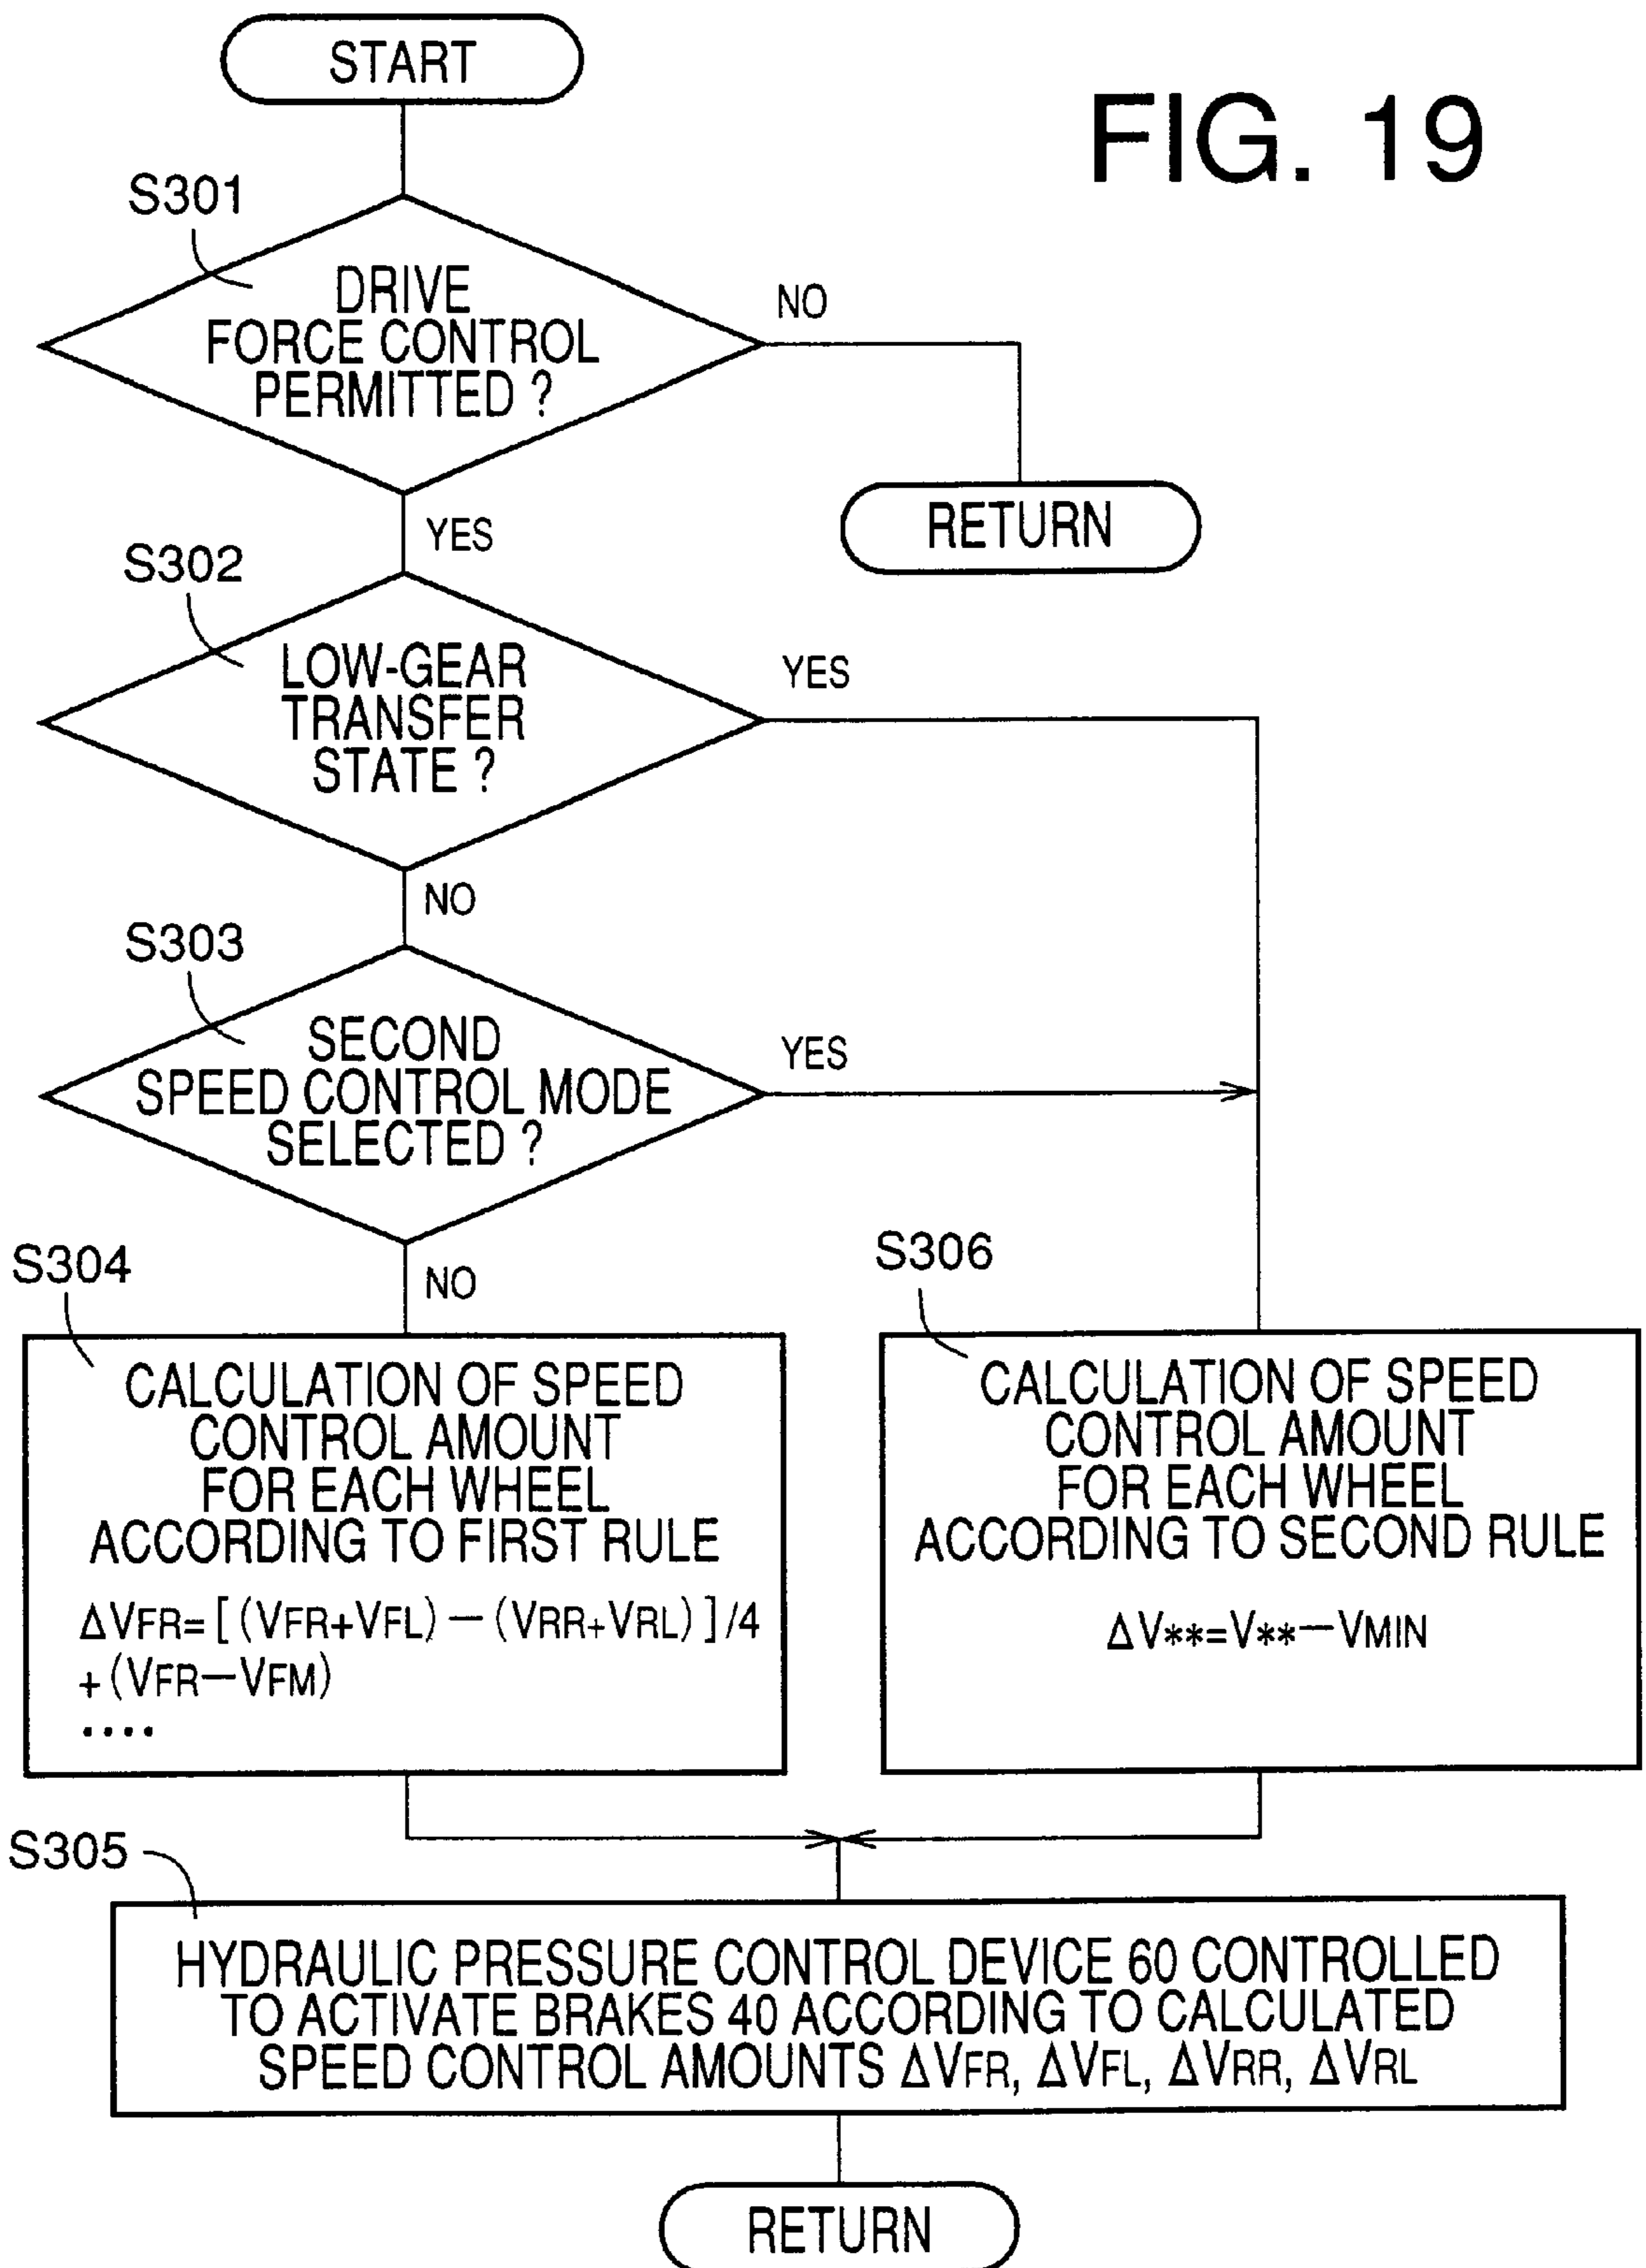 START
FIG. 19
S301
DRIVE
FORCE CONTROL
PERMITTED ?
NO
RETURN
YES
S302
LOW-GEAR
TRANSFER
STATE ?
YES
NO
S303
SECOND
SPEED CONTROL MODE
SELECTED ?
YES
NO
S304
CALCULATION OF SPEED
CONTROL AMOUNT
FOR EACH WHEEL
ACCORDING TO FIRST RULE
ΔVFR=[(VFR+VFL)−(VRR+VRL)]/4
+(VFR−VFM)
····
S306
CALCULATION OF SPEED
CONTROL AMOUNT
FOR EACH WHEEL
ACCORDING TO SECOND RULE
ΔV**=V**−VMIN
S305
HYDRAULIC PRESSURE CONTROL DEVICE 60 CONTROLLED
TO ACTIVATE BRAKES 40 ACCORDING TO CALCULATED
SPEED CONTROL AMOUNTS ΔVFR, ΔVFL, ΔVRR, ΔVRL
RETURN